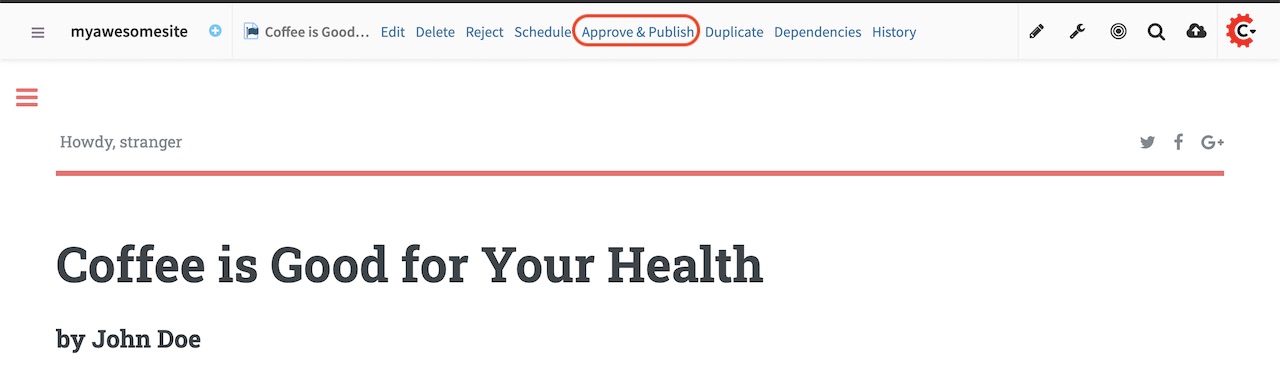 myawesomesite Coffee is Good... Edit Delete Reject Schedule Approve & Publish Duplicate Dependencies History C
Howdy, stranger G+
Coffee is Good for Your Health
by John Doe